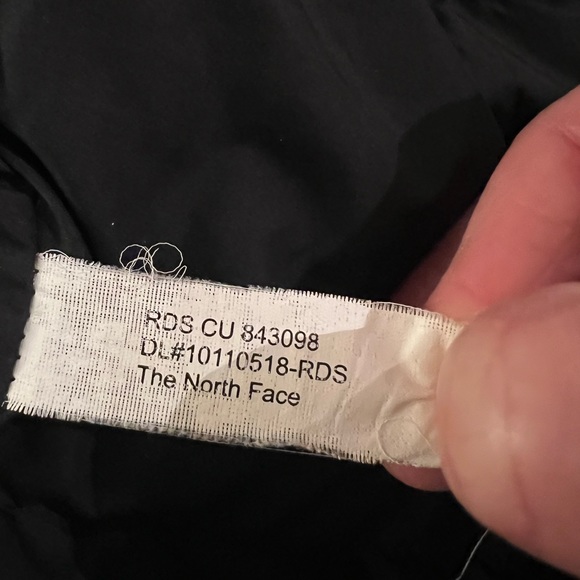 RDS CU 843098
DL#10110518-RDS
The North Face